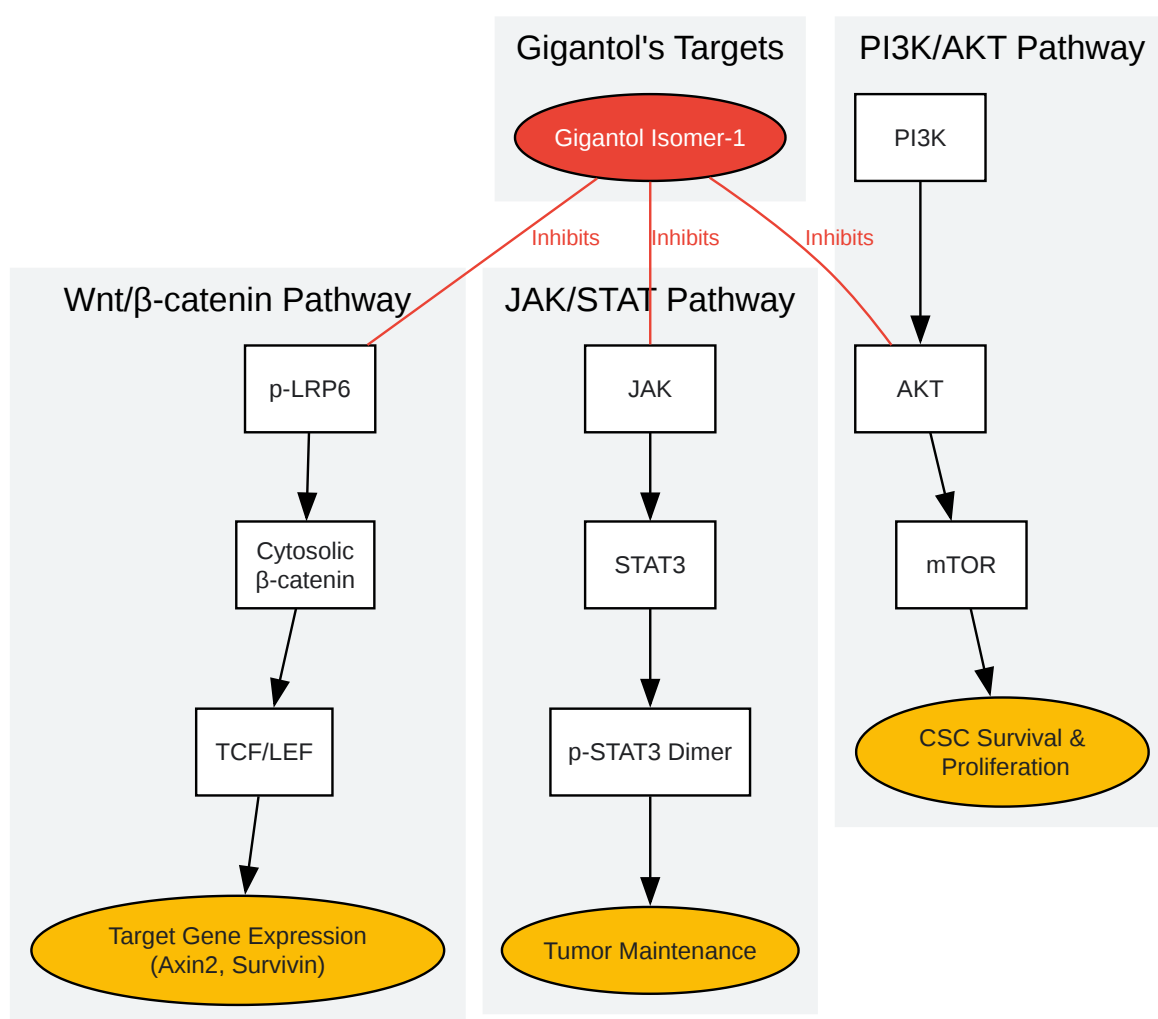 Gigantol's Targets
PI3K/AKT Pathway
Gigantol Isomer-1
PI3K
Inhibits
Inhibits
Inhibits
Wnt/β-catenin Pathway
JAK/STAT Pathway
p-LRP6
JAK
AKT
Cytosolic
β-catenin
STAT3
mTOR
TCF/LEF
p-STAT3 Dimer
CSC Survival &
Proliferation
Target Gene Expression
(Axin2, Survivin)
Tumor Maintenance